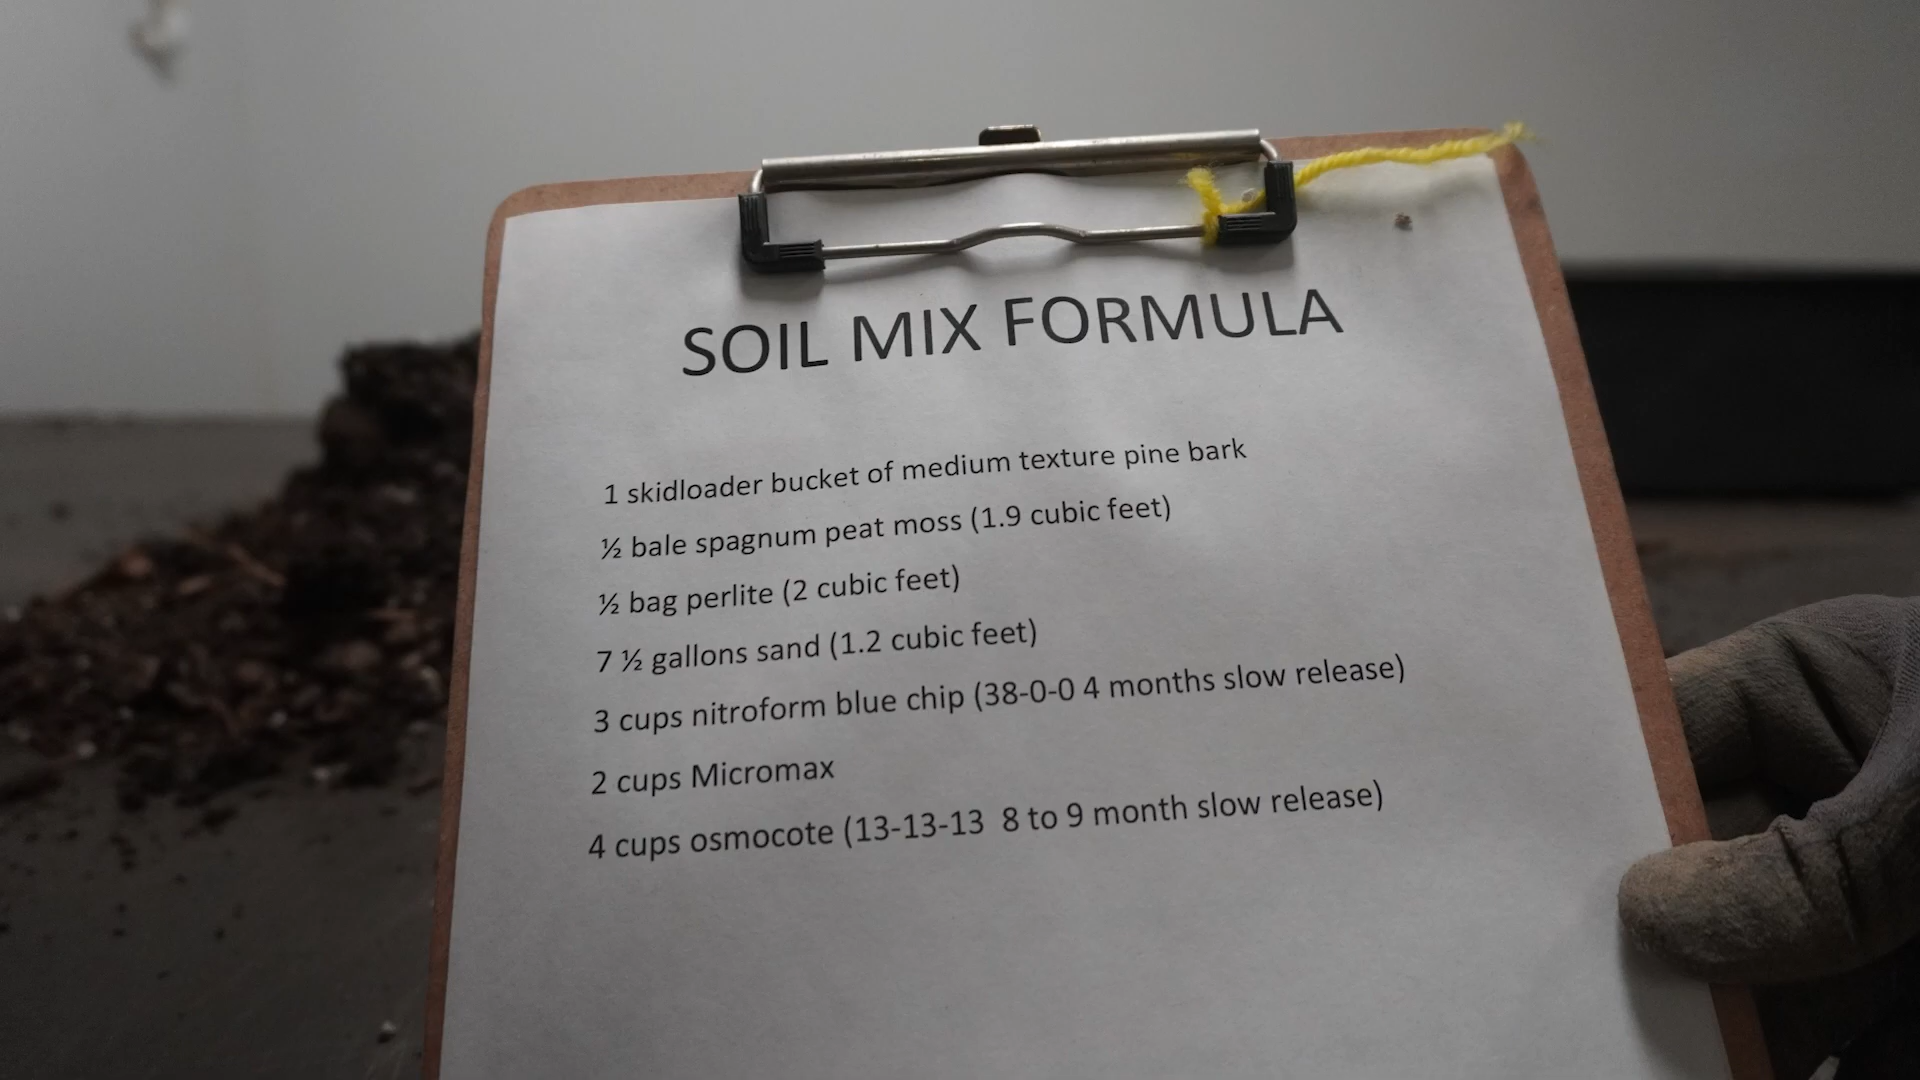 SOIL MIX FORMULA
1 skidloader bucket of medium texture pine bark
½ bale spagnum peat moss (1.9 cubic feet)
½ bag perlite (2 cubic feet)
7 ½ gallons sand (1.2 cubic feet)
3 cups nitroform blue chip (38-0-0 4 months slow release)
2 cups Micromax
4 cups osmocote (13-13-13  8 to 9 month slow release)